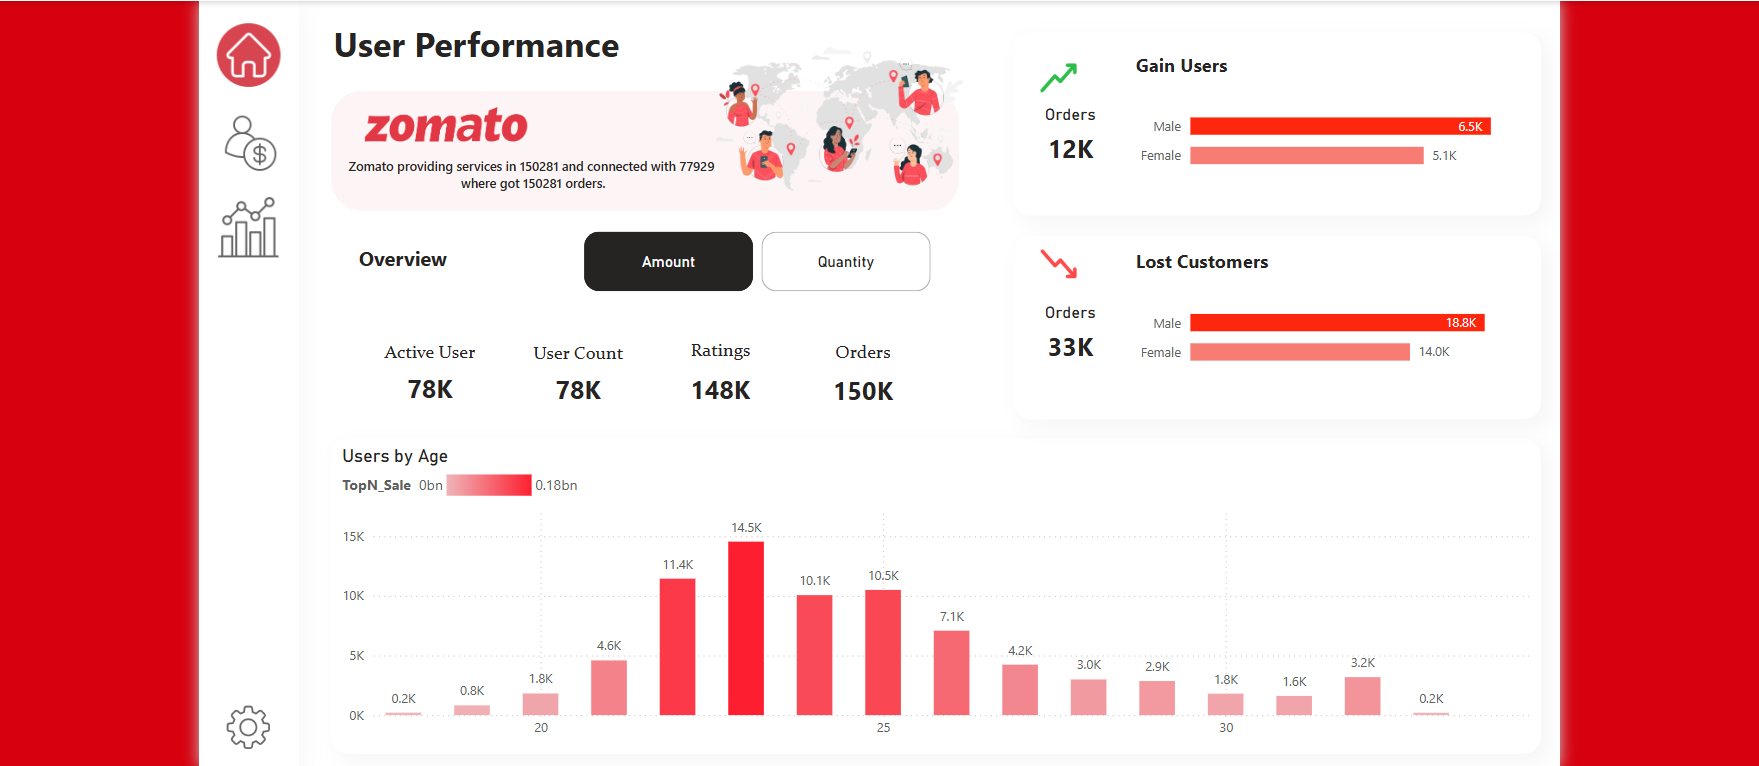 User Performance
zomato
Zomato providing services in 150281 and connected with 77929
where got 150281 orders.
Gain Users
Orders
12K
Male
6.5K
Female
5.1K
Overview
Amount
Quantity
Lost Customers
Orders
33K
Male
18.8K
Female
14.0K
Active User
78K
User Count
78K
Ratings
148K
Orders
150K
Users by Age
TopN_Sale 0bn 0.18bn
15K
10K
5K
0K
0.2K
0.8K
1.8K
4.6K
11.4K
14.5K
10.1K
10.5K
7.1K
4.2K
3.0K
2.9K
1.8K
1.6K
3.2K
0.2K
20
25
30